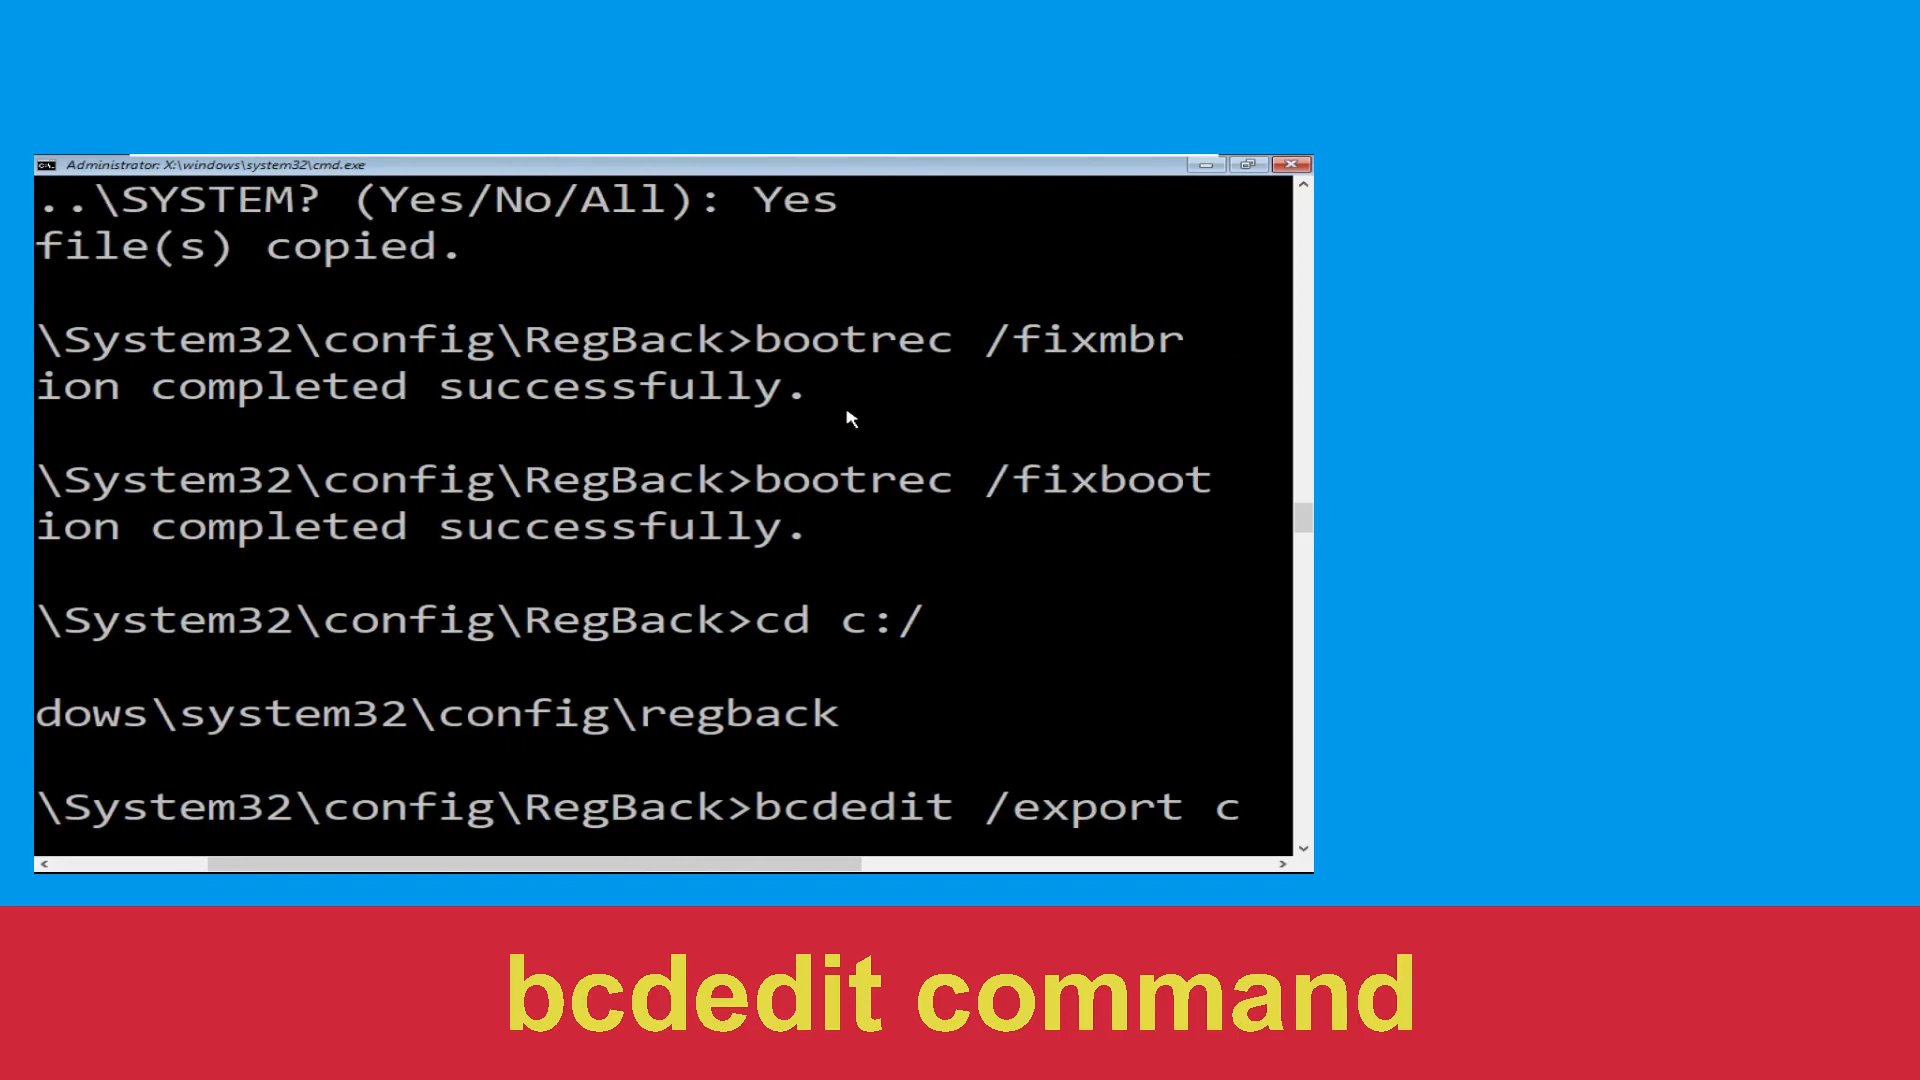 Administrator: X:\windows\system32\cmd.exe
..\SYSTEM? (Yes/No/All): Yes
file(s) copied.
\System32\config\RegBack>bootrec /fixmbr
ion completed successfully.
\System32\config\RegBack>bootrec /fixboot
ion completed successfully.
\System32\config\RegBack>cd c:/
dows\system32\config\regback
\System32\config\RegBack>bcdedit /export c
bcdedit command